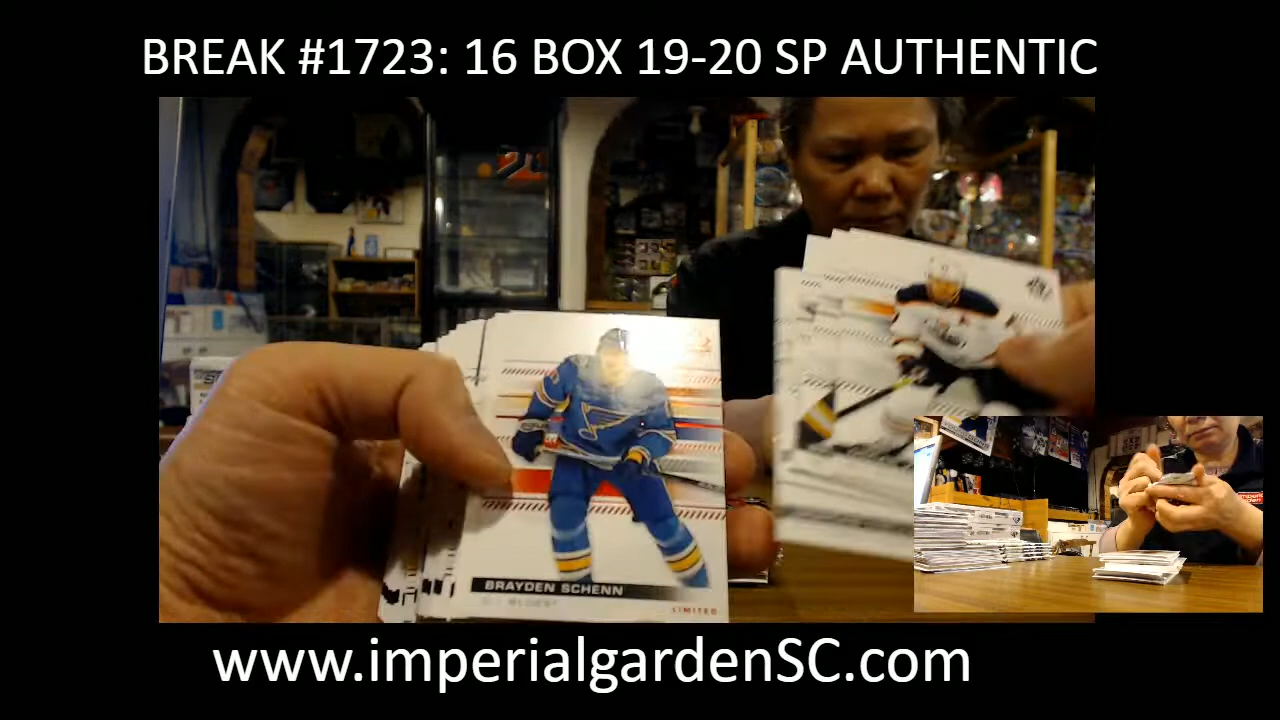 BREAK #1723: 16 BOX 19-20 SP AUTHENTIC
BRAYDEN SCHENN
LIMITED
www.imperialgardenSC.com